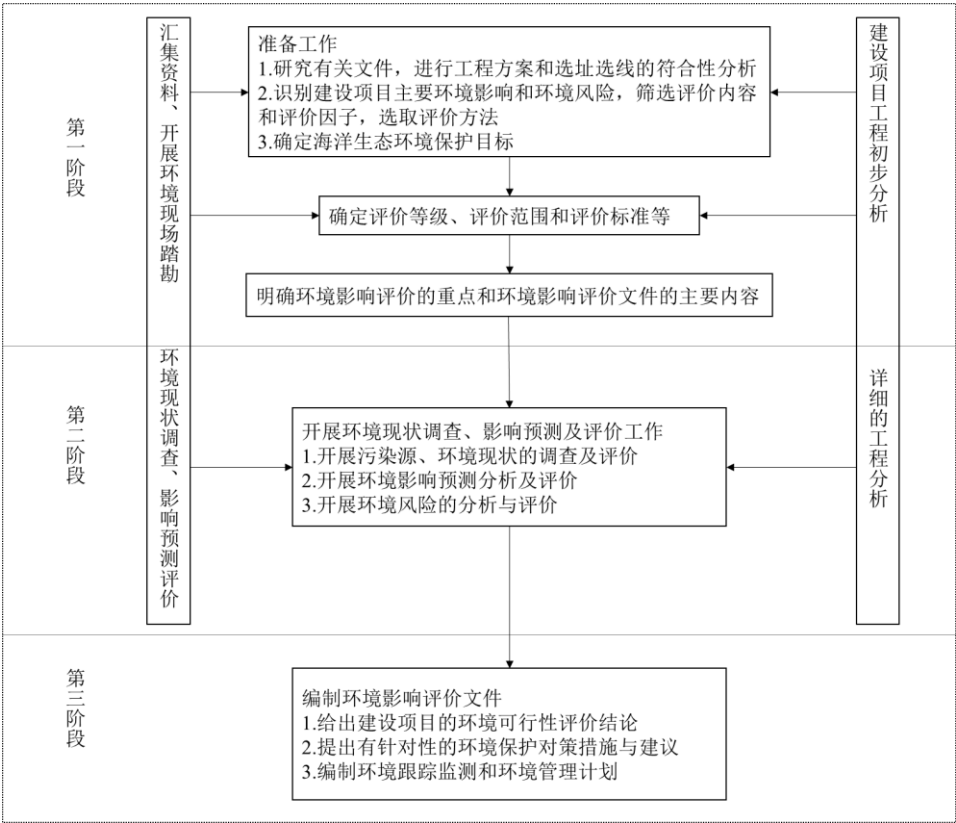 第一阶段
汇集资料、开展环境现场踏勘
准备工作
1.研究有关文件，进行工程方案和选址选线的符合性分析
2.识别建设项目主要环境影响和环境风险，筛选评价内容
和评价因子，选取评价方法
3.确定海洋生态环境保护目标
确定评价等级、评价范围和评价标准等
明确环境影响评价的重点和环境影响评价文件的主要内容
建设项目工程初步分析
第二阶段
环境现状调查、影响预测评价
开展环境现状调查、影响预测及评价工作
1.开展污染源、环境现状的调查及评价
2.开展环境影响预测分析及评价
3.开展环境风险的分析与评价
详细的工程分析
第三阶段
编制环境影响评价文件
1.给出建设项目的环境可行性评价结论
2.提出有针对性的环境保护对策措施与建议
3.编制环境跟踪监测和环境管理计划